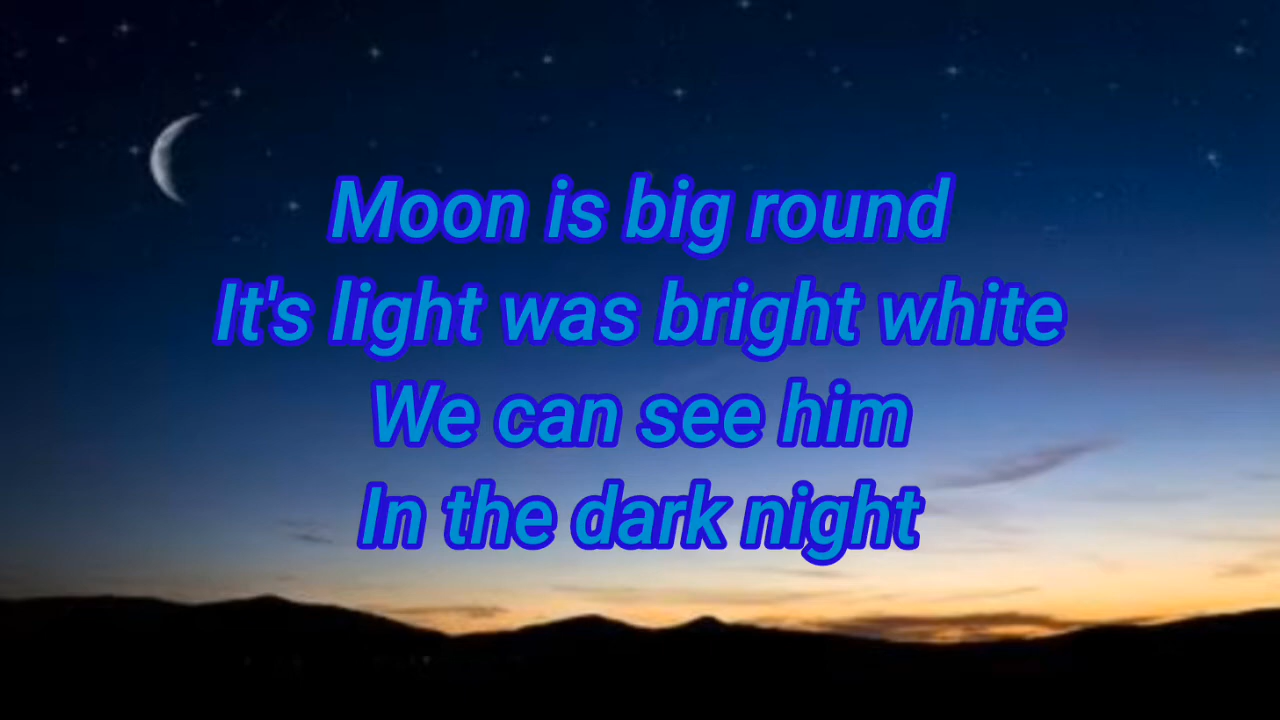 Moon is big round
It's light was bright white
We can see him
In the dark night